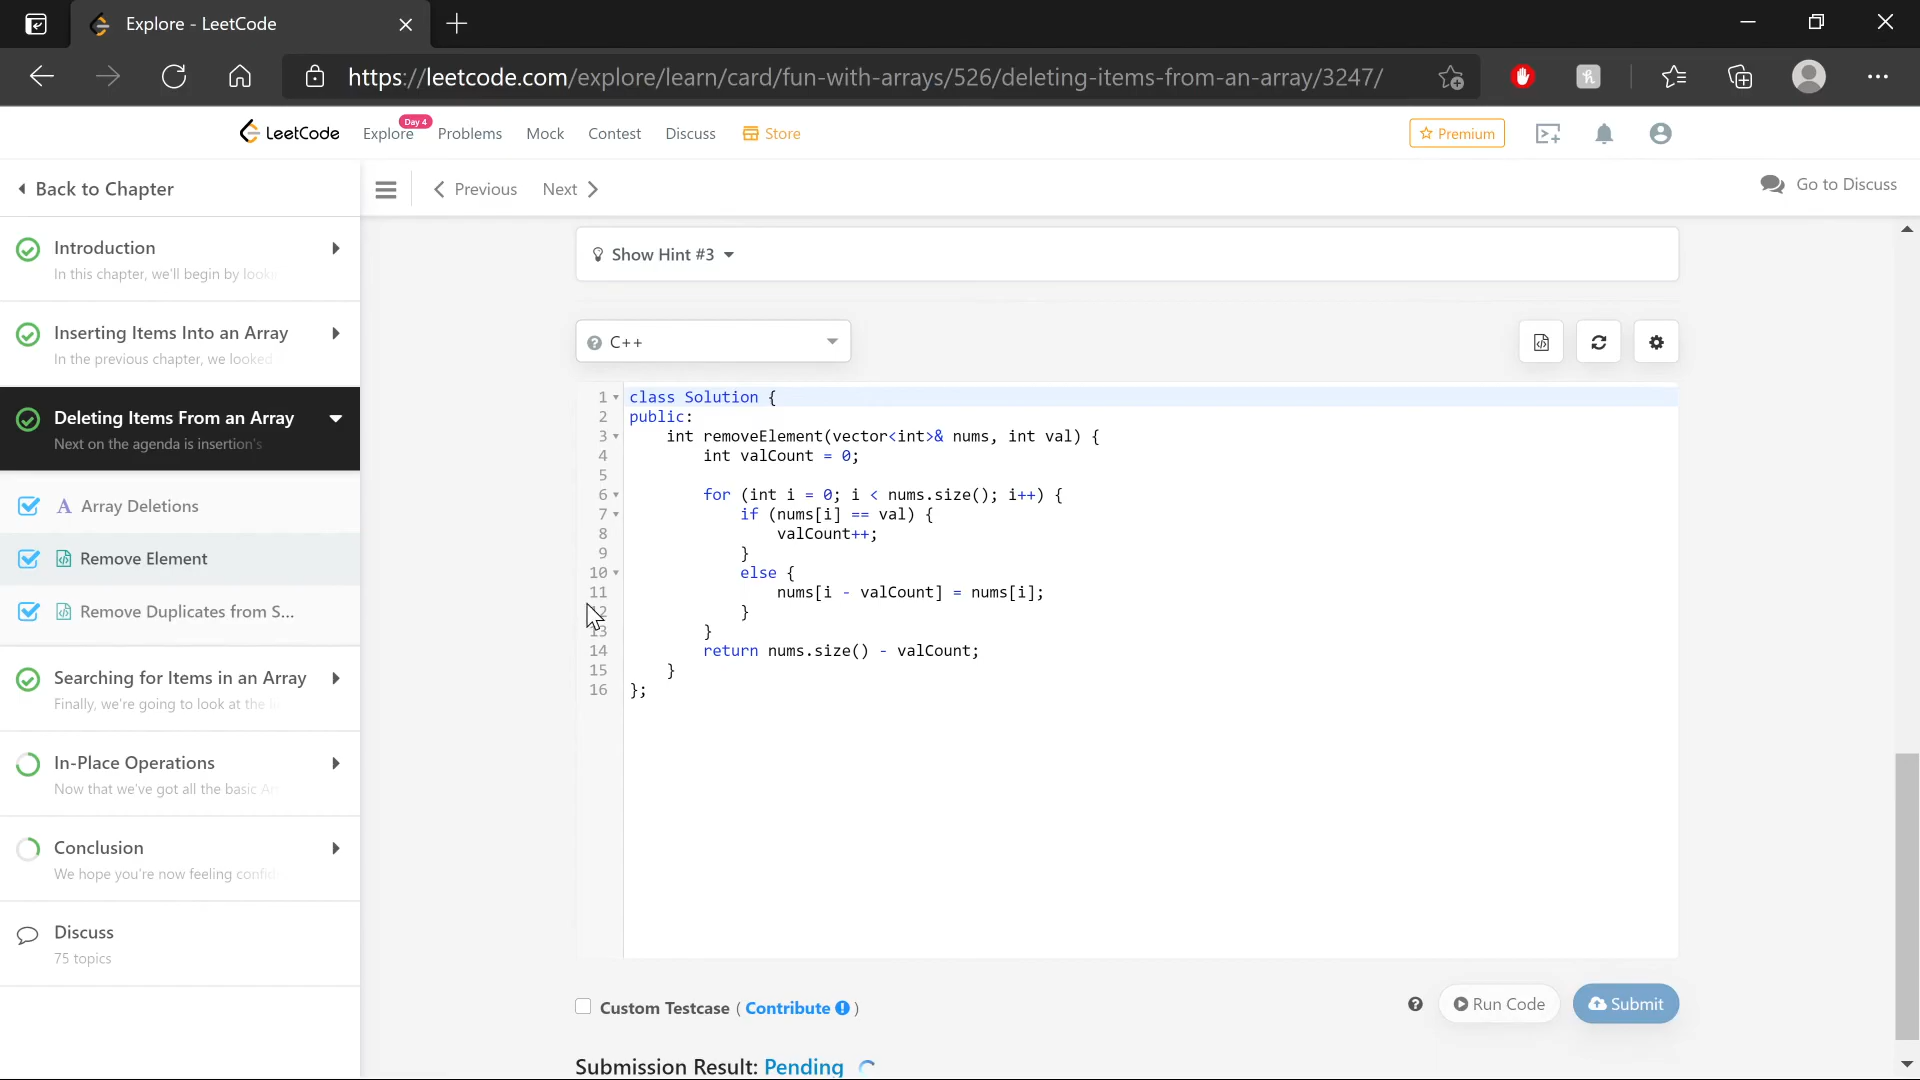 Explore - LeetCode
https://leetcode.com/explore/learn/card/fun-with-arrays/526/deleting-items-from-an-array/3247/
LeetCode Explore Day 4 Problems Mock Contest Discuss Store Premium
Back to Chapter
Previous Next Go to Discuss
Introduction
In this chapter, we'll begin by
Inserting Items Into an Array
In the previous chapter, we looked
Deleting Items From an Array
Next on the agenda is insertion's
Array Deletions
Remove Element
Remove Duplicates from S...
Searching for Items in an Array
Finally, we're going to look at the
In-Place Operations
Now that we've got all the basic
Conclusion
We hope you're now feeling
Discuss
75 topics
Show Hint #3
C++
1 class Solution {
2 public:
3 int removeElement(vector<int>& nums, int val) {
4 int valCount = 0;
5
6 for (int i = 0; i < nums.size(); i++) {
7 if (nums[i] == val) {
8 valCount++;
9 }
10 else {
11 nums[i - valCount] = nums[i];
12 }
13 }
14 return nums.size() - valCount;
15 }
16 };
Custom Testcase ( Contribute )
Run Code Submit
Submission Result: Pending